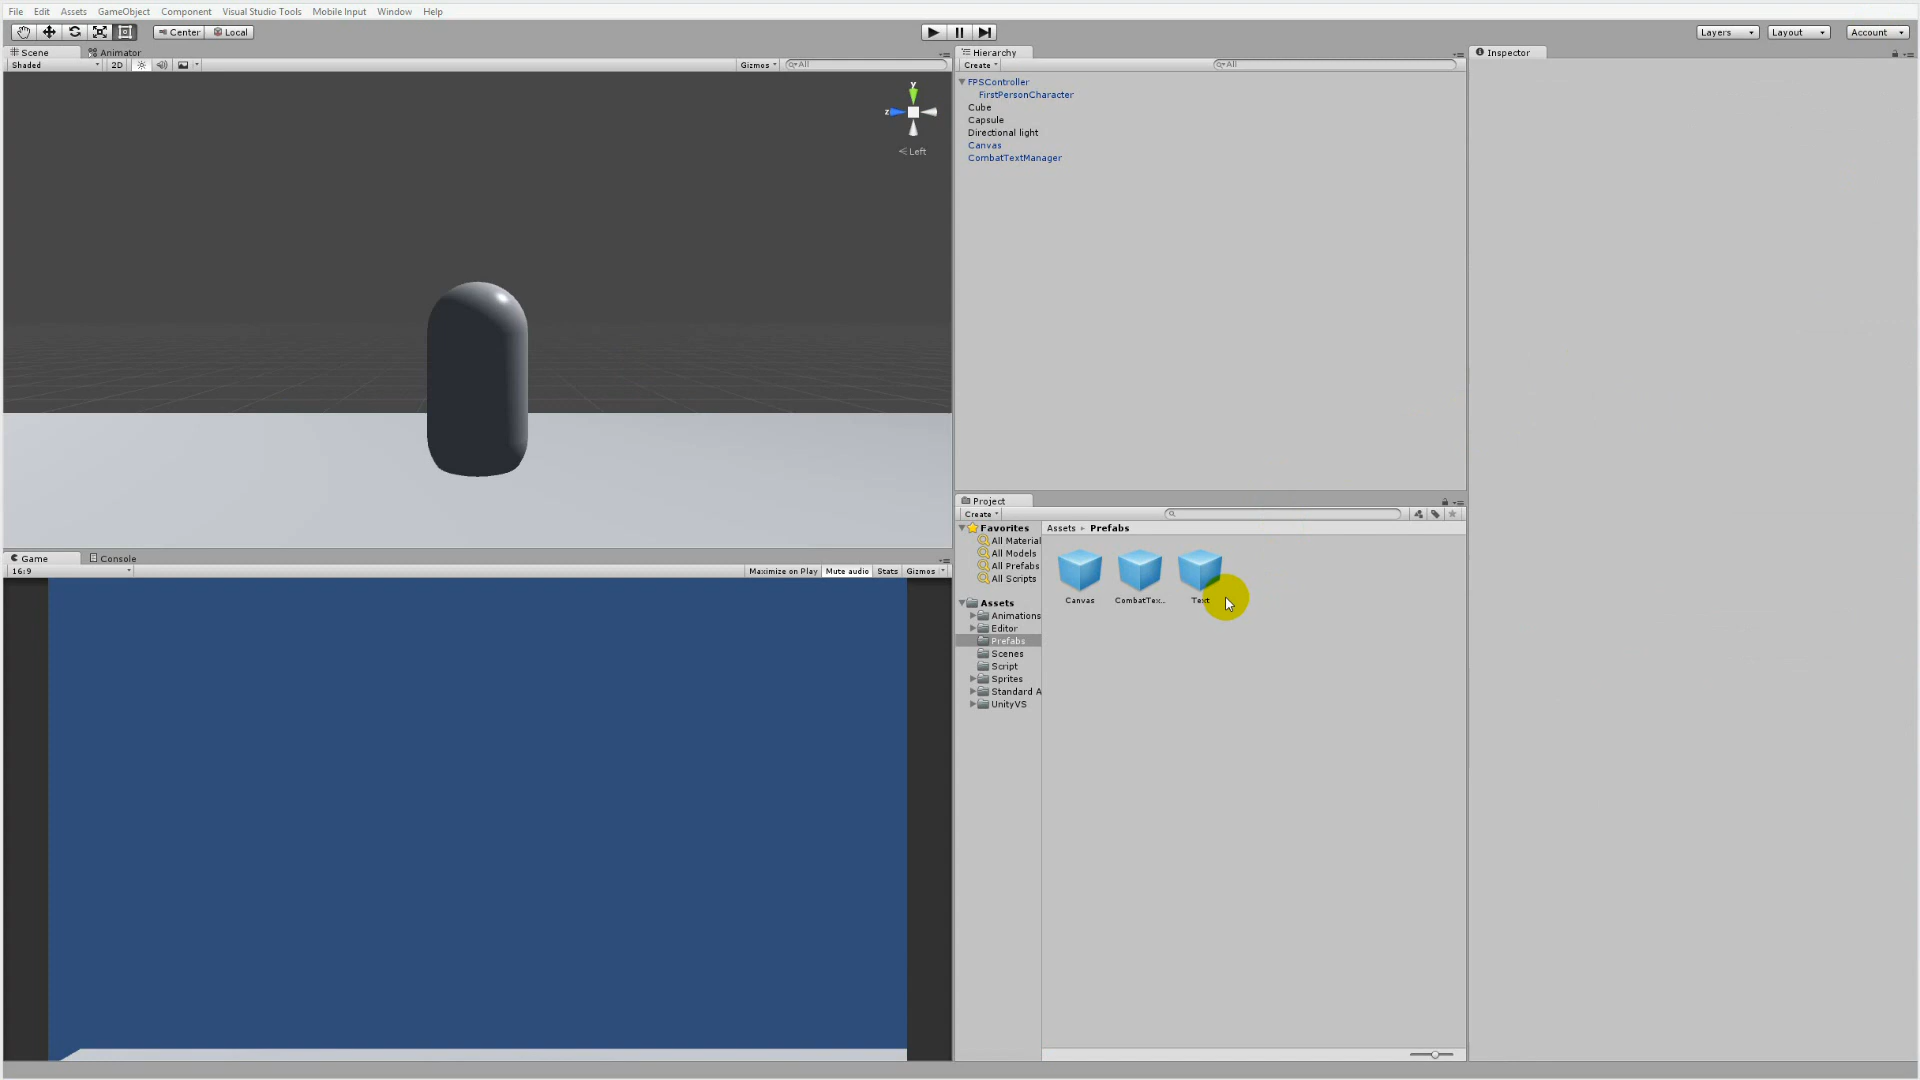 File Edit Assets GameObject Component Visual Studio Tools Mobile Input Window Help
Center Local Layers Layout Account
Scene Animator
Shaded 2D Gizmos All
y
z
Left
Hierarchy
Create All
FPSController
FirstPersonCharacter
Cube
Capsule
Directional light
Canvas
CombatTextManager
Inspector
Game Console
16:9 Maximize on Play Mute audio Stats Gizmos
Project
Create
Favorites
All Material
All Models
All Prefabs
All Scripts
Assets
Animations
Editor
Prefabs
Scenes
Script
Sprites
Standard A
UnityVS
Assets Prefabs
Canvas CombatTex... Text